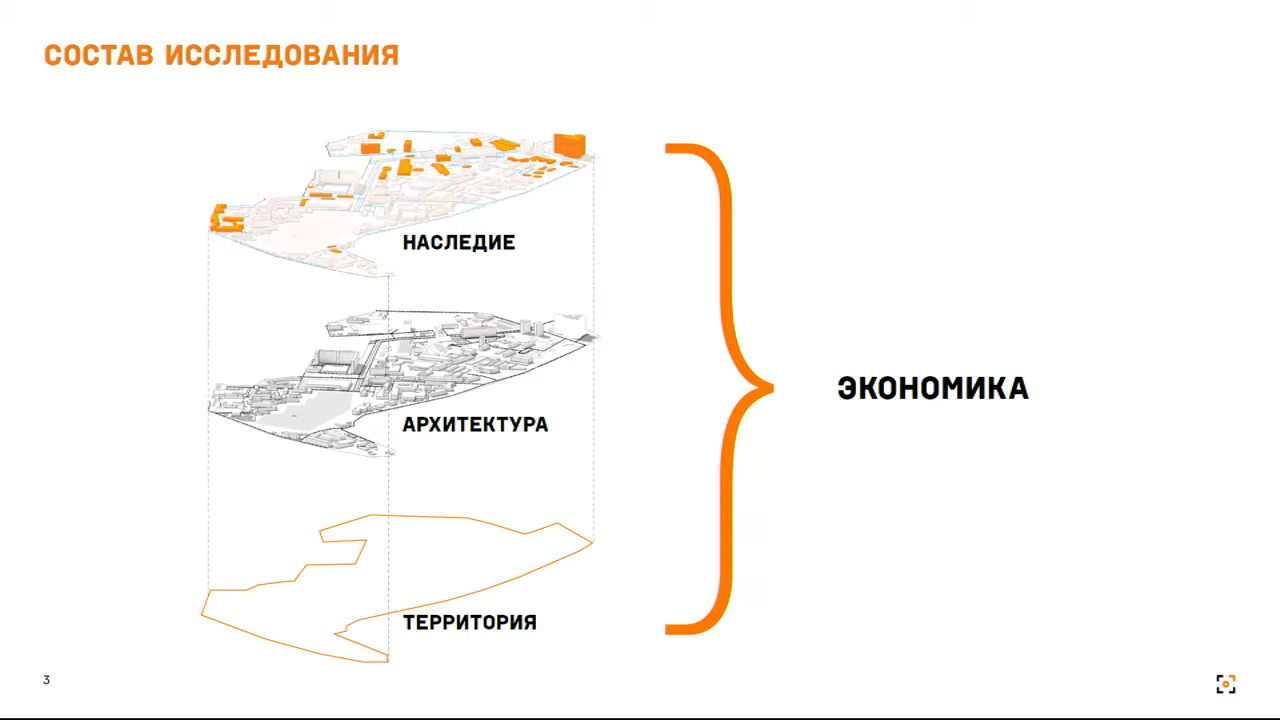 СОСТАВ ИССЛЕДОВАНИЯ
НАСЛЕДИЕ
АРХИТЕКТУРА
ЭКОНОМИКА
ТЕРРИТОРИЯ
3